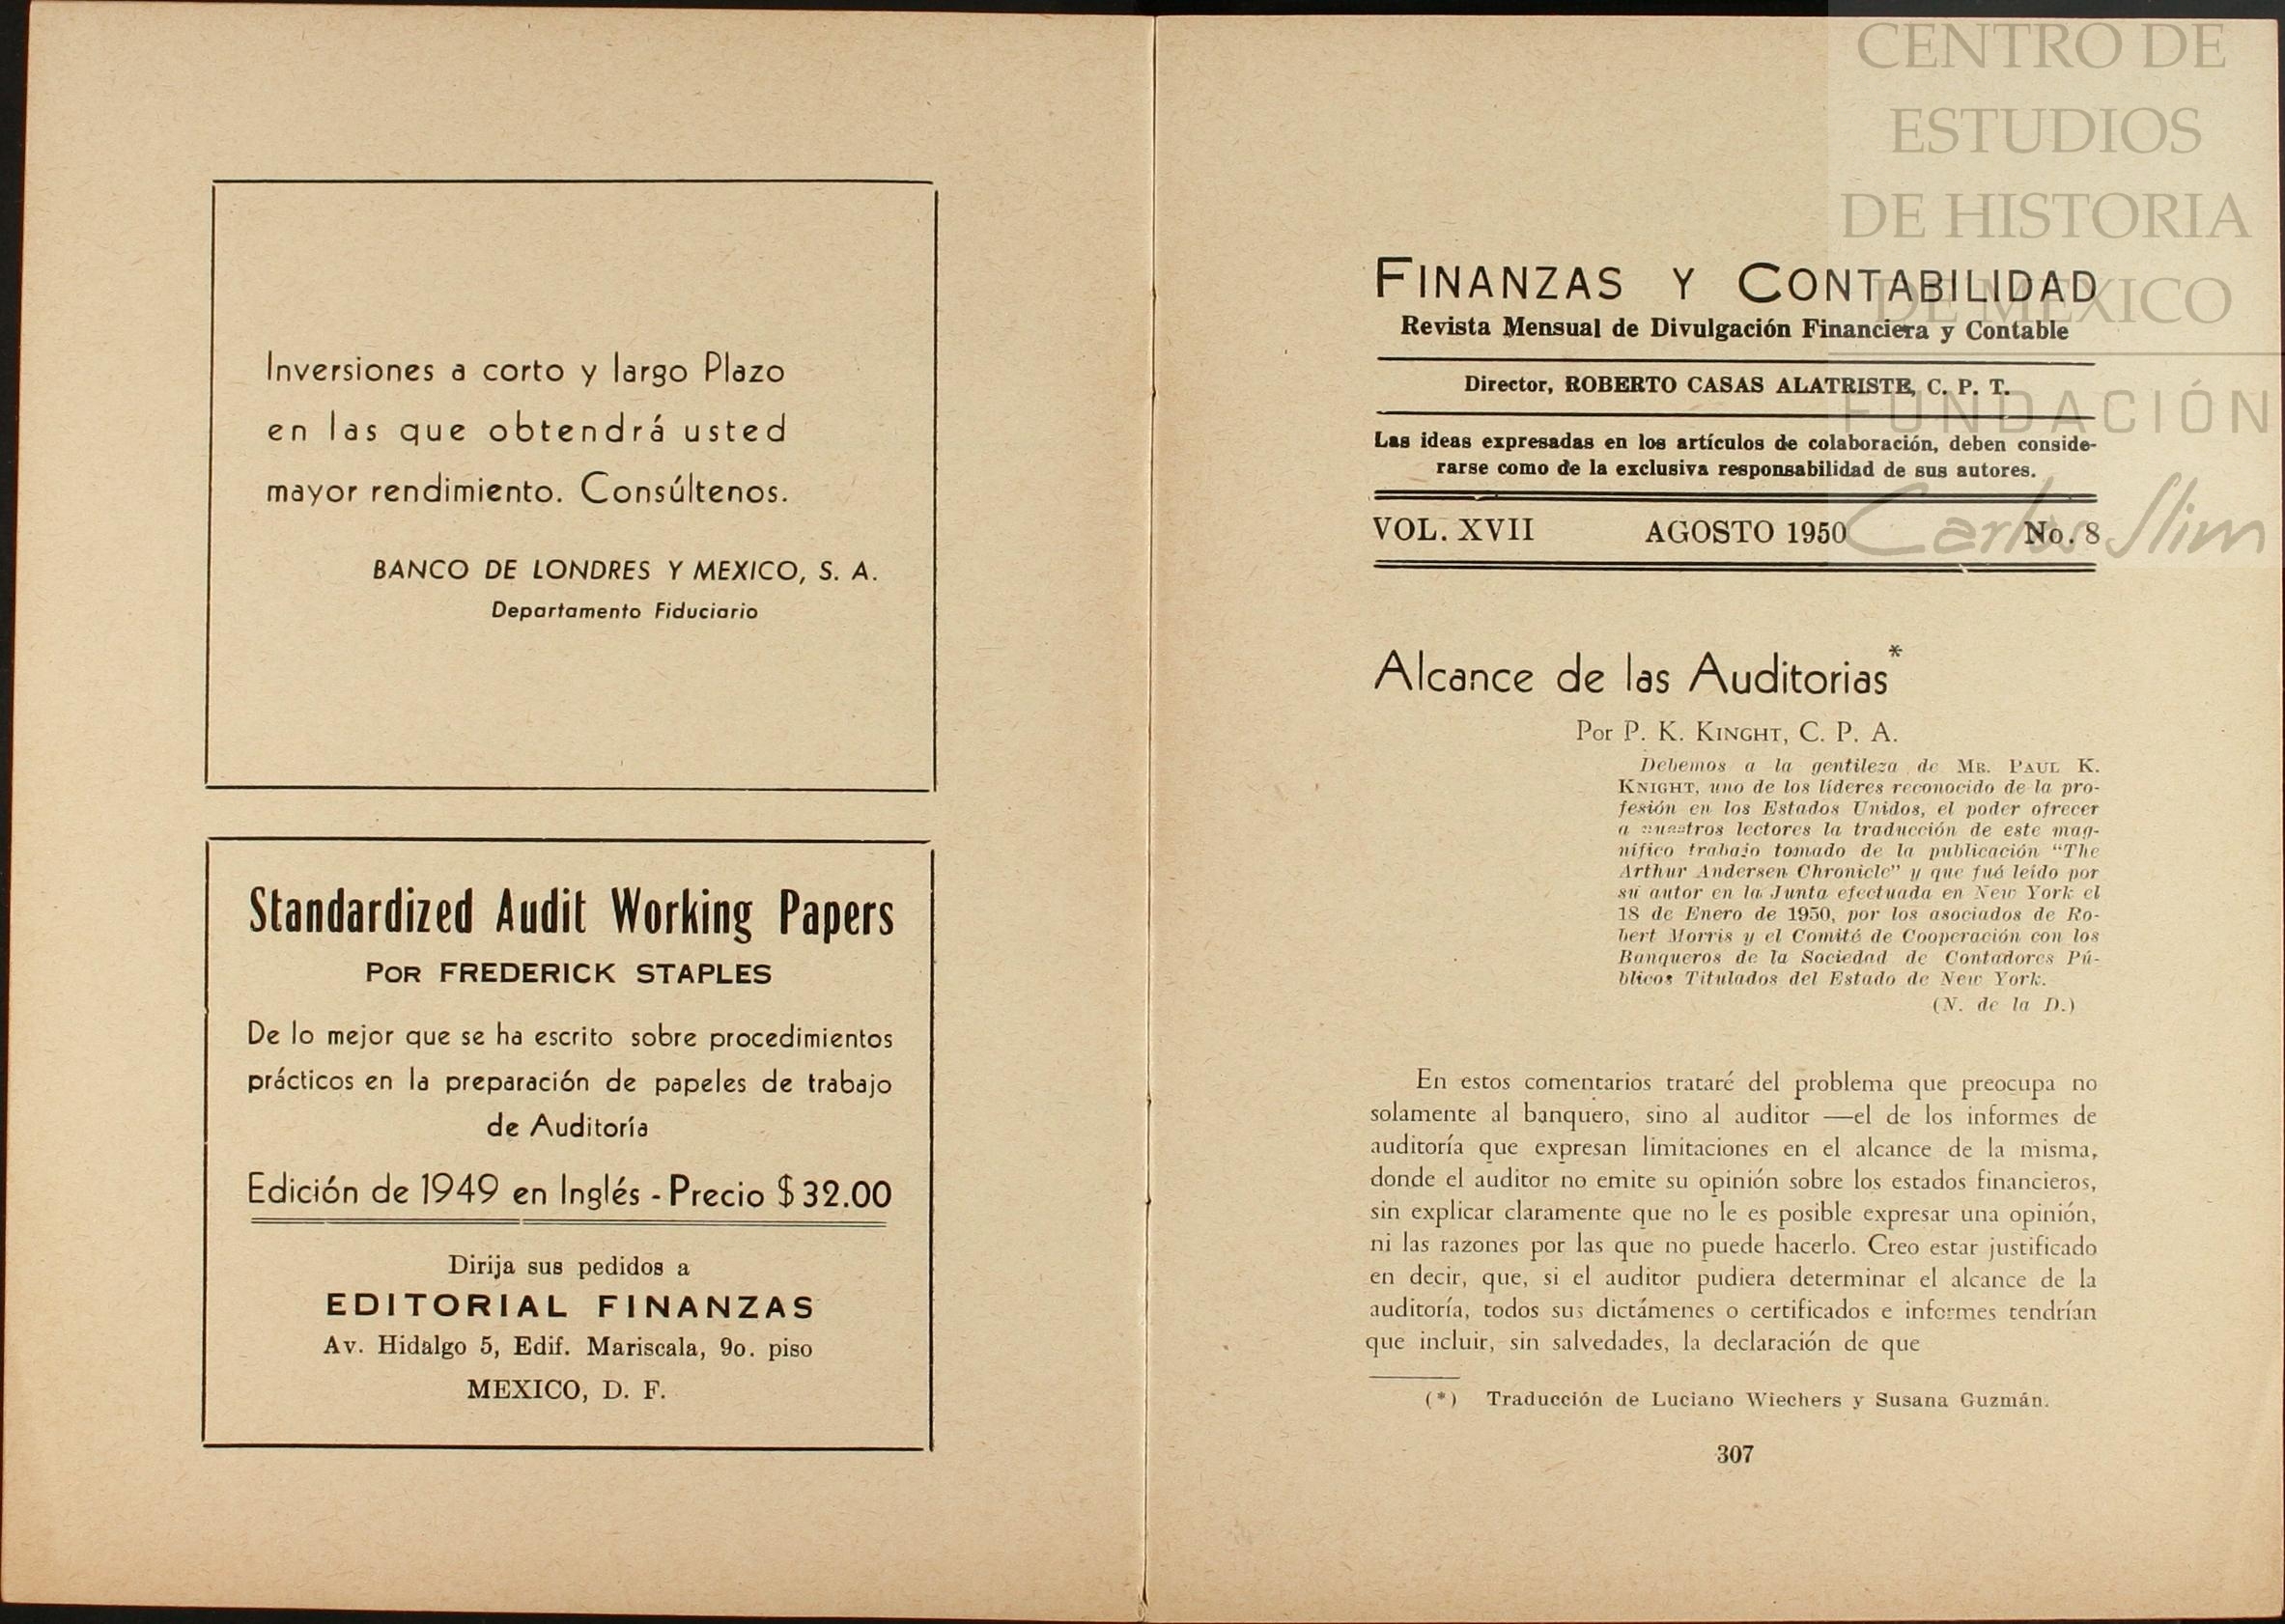 Inversiones a corto y largo Plazo
en las que obtendrá usted
mayor rendimiento. Consúltenos.
BANCO DE LONDRES Y MEXICO, S. A.
Departamento Fiduciario
Standardized Audit Working Papers
POR FREDERICK STAPLES
De lo mejor que se ha escrito sobre procedimientos
prácticos en la preparación de papeles de trabajo
de Auditoría
Edición de 1949 en Inglés - Precio $ 32.00
Dirija sus pedidos a
EDITORIAL FINANZAS
Av. Hidalgo 5, Edif. Mariscala, 9o. piso
MEXICO, D. F.
CENTRO DE
ESTUDIOS
DE HISTORIA
DE MÉXICO
FUNDACIÓN
Carlos Slim
FINANZAS Y CONTABILIDAD
Revista Mensual de Divulgación Financiera y Contable
Director, ROBERTO CASAS ALATRISTE, C. P. T.
Las ideas expresadas en los artículos de colaboración, deben conside-
rarse como de la exclusiva responsabilidad de sus autores.
VOL. XVII AGOSTO 1950 No. 8
Alcance de las Auditorias*
Por P. K. KINGHT, C. P. A.
Debemos a la gentileza de MR. PAUL K.
KNIGHT, uno de los líderes reconocido de la pro-
fesión en los Estados Unidos, el poder ofrecer
a nuestros lectores la traducción de este mag-
nífico trabajo tomado de la publicación "The
Arthur Andersen Chronicle" y que fué leído por
su autor en la Junta efectuada en New York el
18 de Enero de 1950, por los asociados de Ro-
bert Morris y el Comité de Cooperación con los
Banqueros de la Sociedad de Contadores Pú-
blicos Titulados del Estado de New York.
(N. de la D.)
En estos comentarios trataré del problema que preocupa no
solamente al banquero, sino al auditor —el de los informes de
auditoría que expresan limitaciones en el alcance de la misma,
donde el auditor no emite su opinión sobre los estados financieros,
sin explicar claramente que no le es posible expresar una opinión,
ni las razones por las que no puede hacerlo. Creo estar justificado
en decir, que, si el auditor pudiera determinar el alcance de la
auditoría, todos sus dictámenes o certificados e informes tendrían
que incluir, sin salvedades, la declaración de que
(*) Traducción de Luciano Wiechers y Susana Guzmán.
307